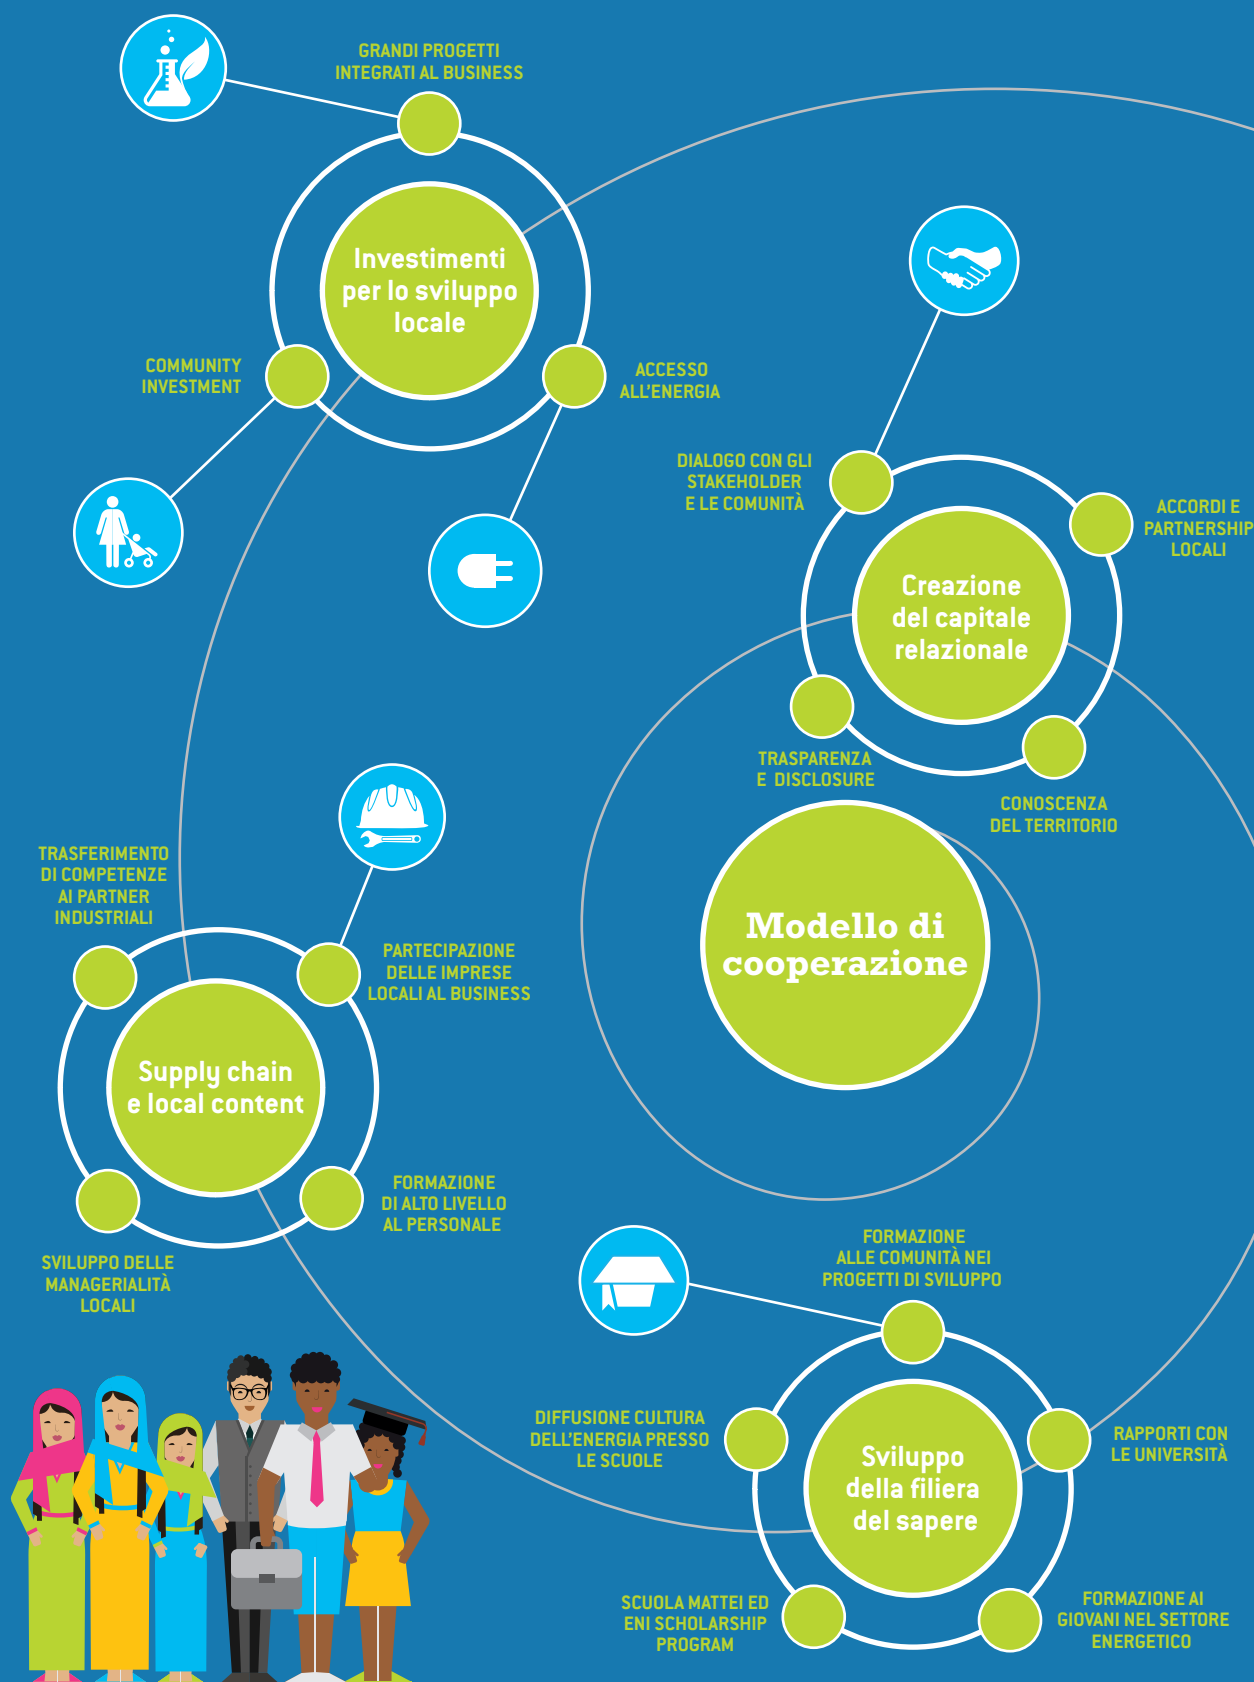 GRANDI PROGETTI
INTEGRATI AL BUSINESS
Investimenti
per lo sviluppo
locale
COMMUNITY
INVESTMENT
ACCESSO
ALL'ENERGIA
DIALOGO CON GLI
STAKEHOLDER
E LE COMUNITÀ
ACCORDI E
PARTNERSHIP
LOCALI
Creazione
del capitale
relazionale
TRASPARENZA
E DISCLOSURE
CONOSCENZA
DEL TERRITORIO
Modello di
cooperazione
TRASFERIMENTO
DI COMPETENZE
AI PARTNER
INDUSTRIALI
PARTECIPAZIONE
DELLE IMPRESE
LOCALI AL BUSINESS
Supply chain
e local content
FORMAZIONE
DI ALTO LIVELLO
AL PERSONALE
SVILUPPO DELLE
MANAGERIALITÀ
LOCALI
FORMAZIONE
ALLE COMUNITÀ NEI
PROGETTI DI SVILUPPO
DIFFUSIONE CULTURA
DELL'ENERGIA PRESSO
LE SCUOLE
RAPPORTI CON
LE UNIVERSITÀ
Sviluppo
della filiera
del sapere
SCUOLA MATTEI ED
ENI SCHOLARSHIP
PROGRAM
FORMAZIONE AI
GIOVANI NEL SETTORE
ENERGETICO